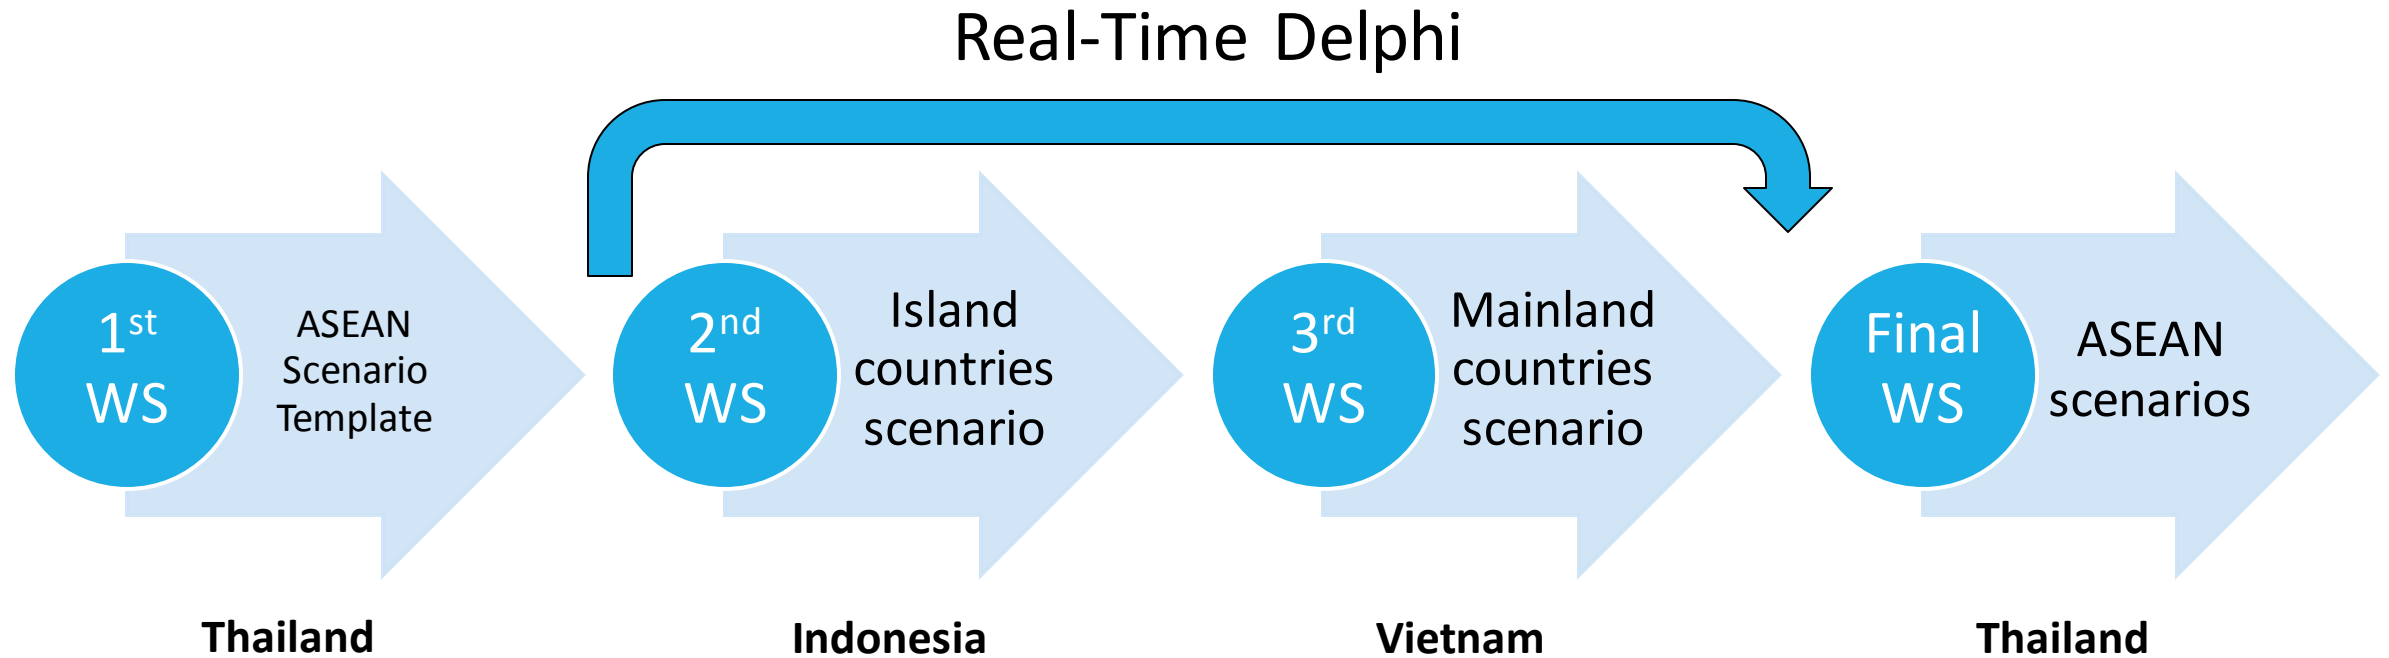 Real-Time Delphi
1st
WS
ASEAN
Scenario
Template
2nd
WS
Island
countries
scenario
3rd
WS
Mainland
countries
scenario
Final
WS
ASEAN
scenarios
Thailand
Indonesia
Vietnam
Thailand